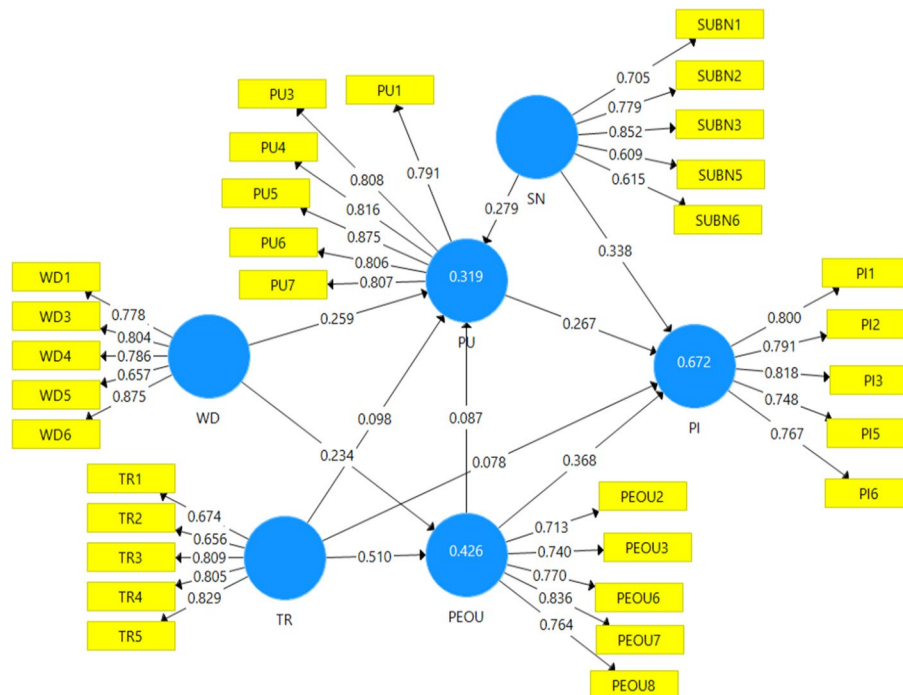 SUBN1
0.705
SUBN2
0.779
SUBN3
0.852
SUBN5
0.609
SUBN6
0.615
SN
0.279
0.338
PU1
PU3
0.791
PU4
0.808
PU5
0.816
PU6
0.875
PU7
0.806
0.807
0.319
PU
0.267
WD1
WD3
0.778
WD4
0.804
WD5
0.786
WD6
0.657
0.875
WD
0.259
0.234
0.098
0.087
0.078
0.368
PI1
0.800
PI2
0.791
PI3
0.818
PI5
0.748
PI6
0.767
0.672
PI
TR1
TR2
0.674
TR3
0.656
TR4
0.809
TR5
0.805
0.829
TR
0.510
0.426
PEOU
PEOU2
0.713
PEOU3
0.740
PEOU6
0.770
PEOU7
0.836
PEOU8
0.764